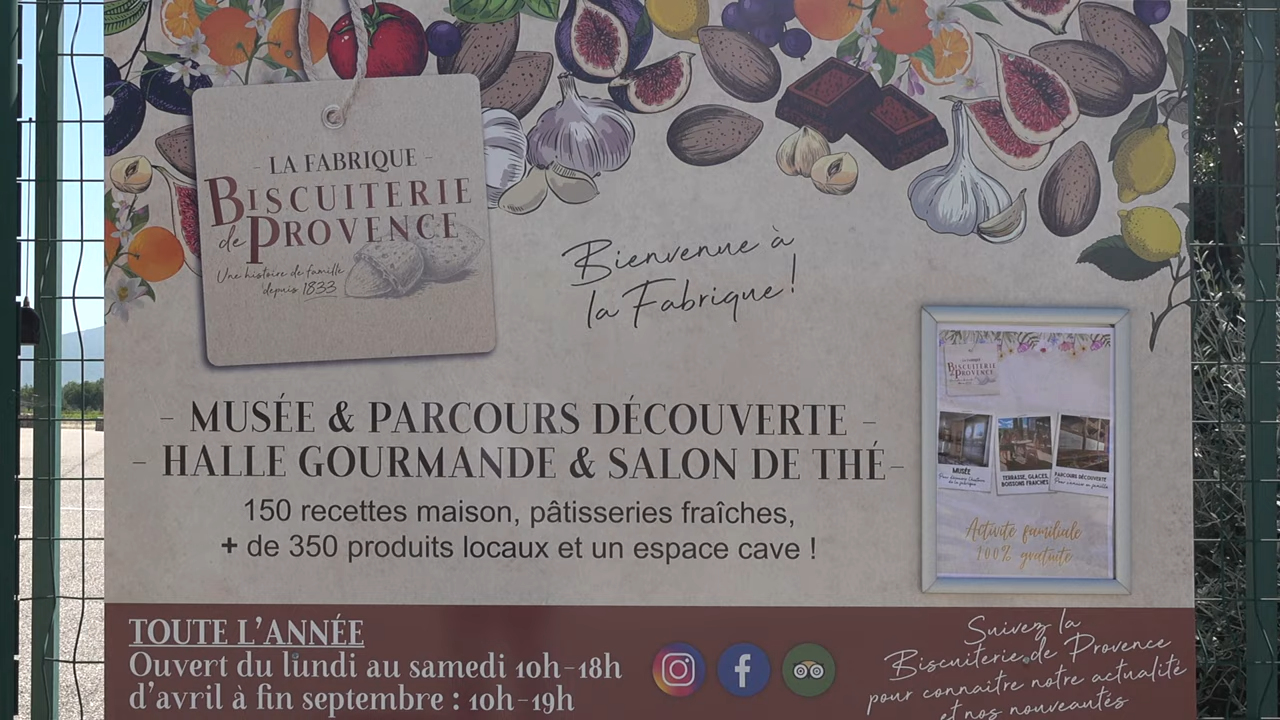 - LA FABRIQUE -
BISCUITERIE
de PROVENCE
Une histoire de famille
depuis 1833
Bienvenue à
la Fabrique !
- MUSÉE & PARCOURS DÉCOUVERTE -
- HALLE GOURMANDE & SALON DE THÉ -
150 recettes maison, pâtisseries fraîches,
+ de 350 produits locaux et un espace cave !
BISCUITERIE
de PROVENCE
MUSÉE
TERRASSE, GLACES,
BOISSONS FRAICHES
PARCOURS DÉCOUVERTE
Activité familiale
100% gratuite
TOUTE L'ANNÉE
Ouvert du lundi au samedi 10h-18h
d'avril à fin septembre : 10h-19h
Suivez la
Biscuiterie de Provence
pour connaitre notre actualité
et nos nouveautés